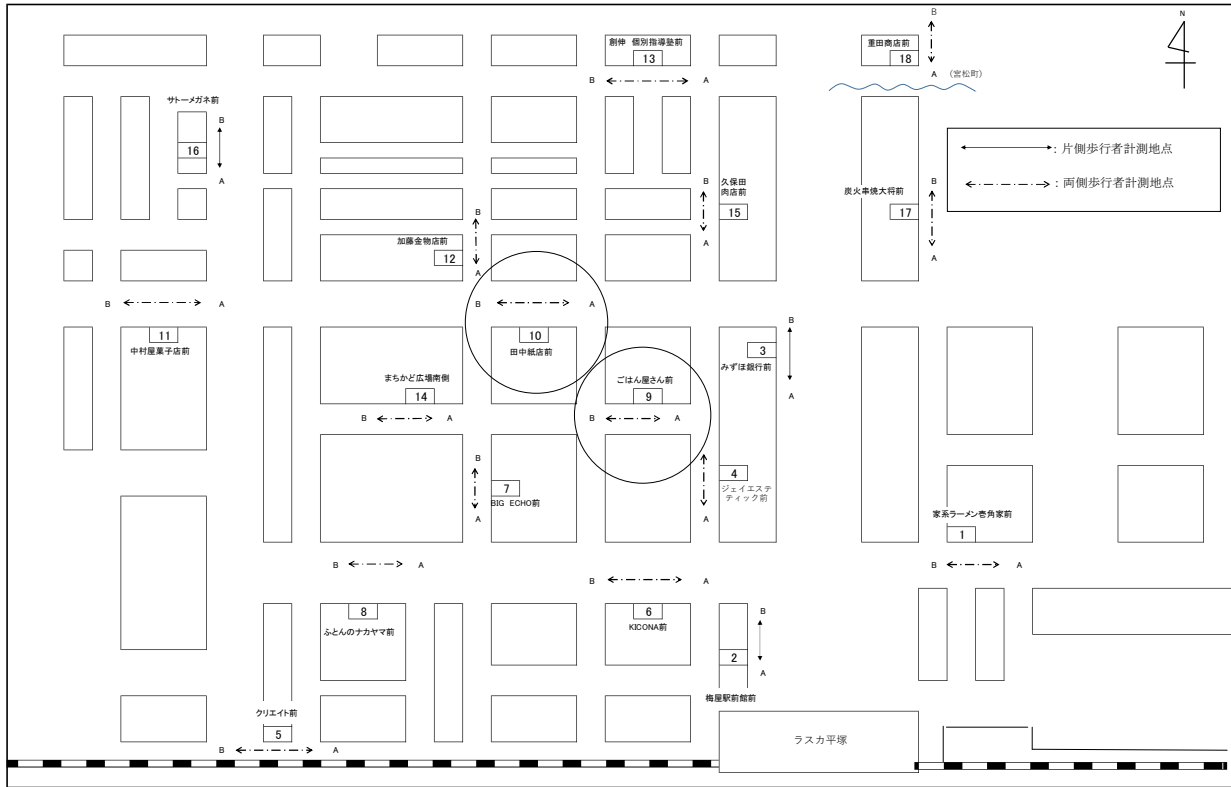 B
N
創伸 個別指導塾前
13
B
A
重田商店前
18
A
(宮松町)
サトーメガネ前
B
16
A
: 片側歩行者計測地点
: 両側歩行者計測地点
B
久保田
肉店前
15
A
炭火串焼大将前
B
17
A
加藤金物店前
B
12
A
B
A
11
中村屋菓子店前
B
A
10
田中紙店前
B
3
みずほ銀行前
A
まちかど広場南側
14
B
A
ごはん屋さん前
9
B
A
B
7
BIG ECHO前
A
B
4
ジェイエステ
ティック前
A
家系ラーメン壱角家前
1
B
A
B
A
8
ふとんのナカヤマ前
B
A
6
KICONA前
B
2
A
梅屋駅前館前
クリエイト前
5
B
A
ラスカ平塚